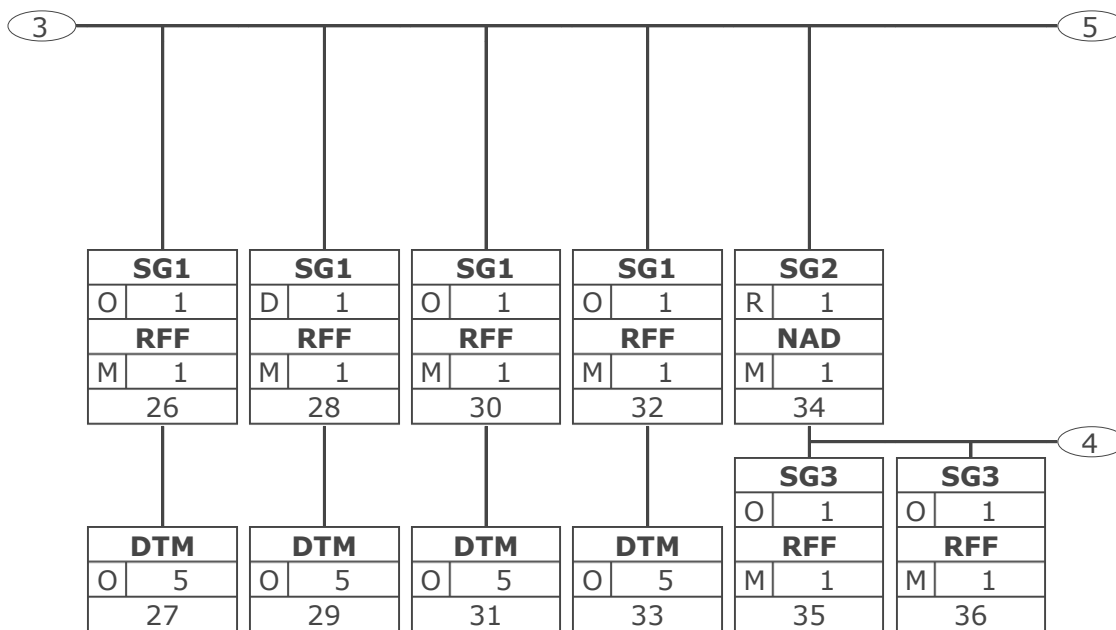 3 5
SG1 SG1 SG1 SG1 SG2
O 1 D 1 O 1 O 1 R 1
RFF RFF RFF RFF NAD
M 1 M 1 M 1 M 1 M 1
26 28 30 32 34
4
SG3 SG3
O 1 O 1
DTM DTM DTM DTM RFF RFF
O 5 O 5 O 5 O 5 M 1 M 1
27 29 31 33 35 36